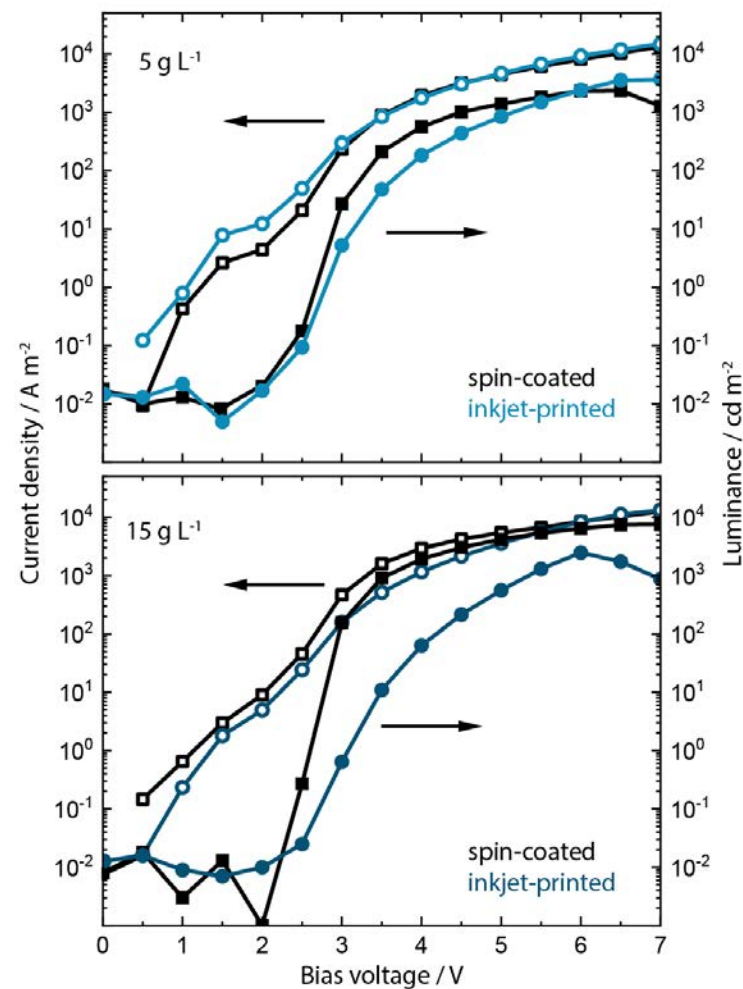 5 g L⁻¹
10⁴
10³
10²
10¹
10⁰
10⁻¹
10⁻²
10⁴
10³
10²
10¹
10⁰
10⁻¹
10⁻²
spin-coated
inkjet-printed
Current density / A m⁻²
Luminance / cd m⁻²
15 g L⁻¹
10⁴
10³
10²
10¹
10⁰
10⁻¹
10⁻²
10⁴
10³
10²
10¹
10⁰
10⁻¹
10⁻²
spin-coated
inkjet-printed
0 1 2 3 4 5 6 7
Bias voltage / V